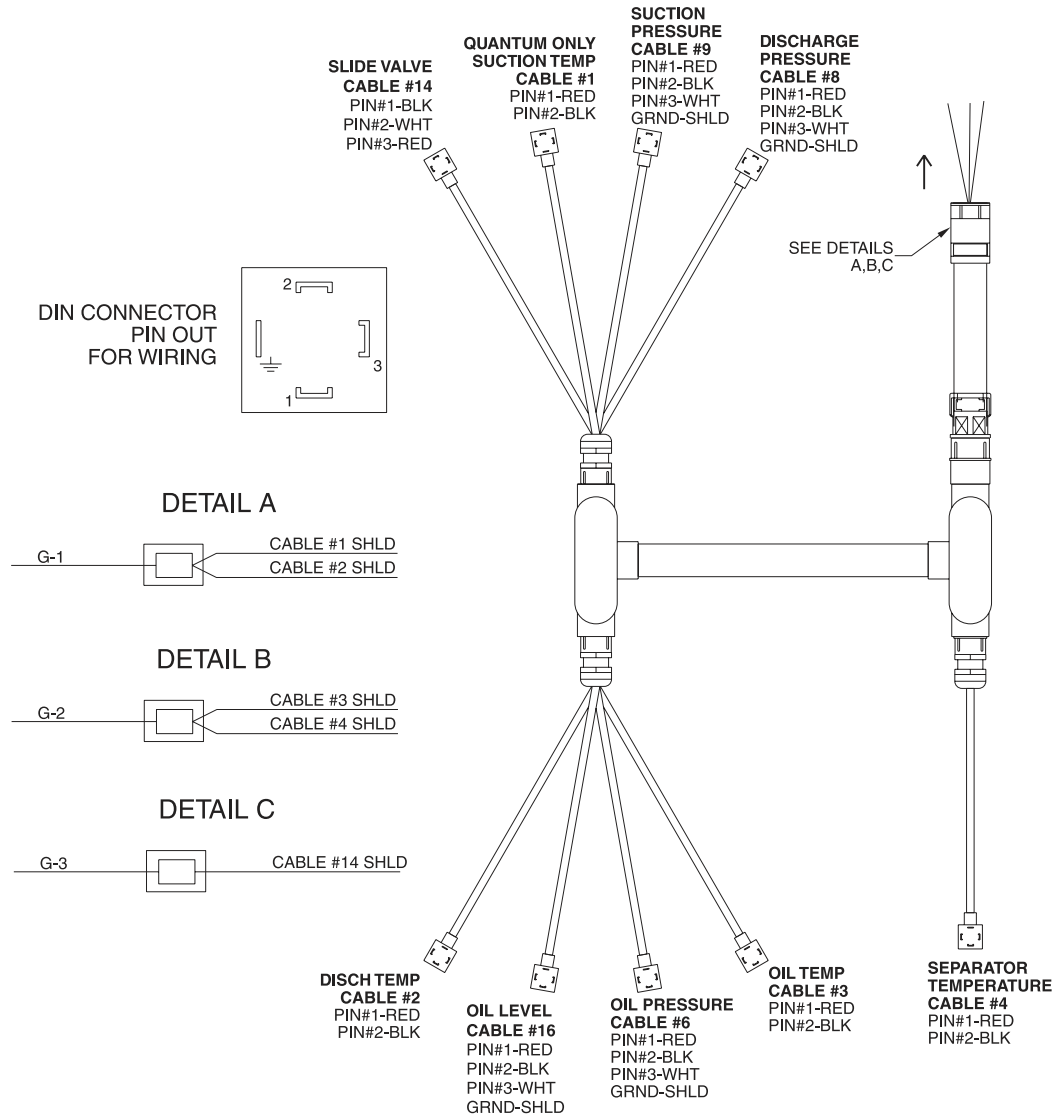 SLIDE VALVE
CABLE #14
PIN#1-BLK
PIN#2-WHT
PIN#3-RED
QUANTUM ONLY
SUCTION TEMP
CABLE #1
PIN#1-RED
PIN#2-BLK
SUCTION
PRESSURE
CABLE #9
PIN#1-RED
PIN#2-BLK
PIN#3-WHT
GRND-SHLD
DISCHARGE
PRESSURE
CABLE #8
PIN#1-RED
PIN#2-BLK
PIN#3-WHT
GRND-SHLD
SEE DETAILS
A,B,C
DIN CONNECTOR
PIN OUT
FOR WIRING
2
3
1
DETAIL A
G-1
CABLE #1 SHLD
CABLE #2 SHLD
DETAIL B
G-2
CABLE #3 SHLD
CABLE #4 SHLD
DETAIL C
G-3
CABLE #14 SHLD
DISCH TEMP
CABLE #2
PIN#1-RED
PIN#2-BLK
OIL LEVEL
CABLE #16
PIN#1-RED
PIN#2-BLK
PIN#3-WHT
GRND-SHLD
OIL PRESSURE
CABLE #6
PIN#1-RED
PIN#2-BLK
PIN#3-WHT
GRND-SHLD
OIL TEMP
CABLE #3
PIN#1-RED
PIN#2-BLK
SEPARATOR
TEMPERATURE
CABLE #4
PIN#1-RED
PIN#2-BLK